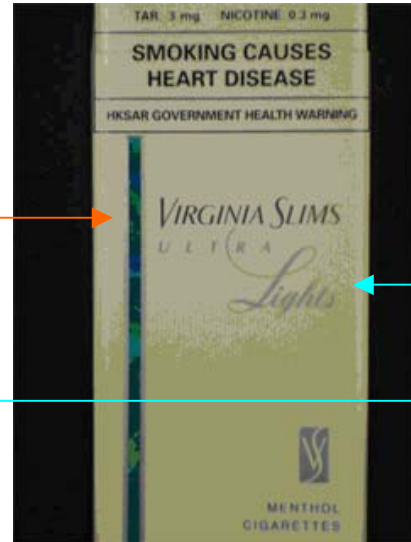 TAR 3 mg NICOTINE 0.3 mg
SMOKING CAUSES
HEART DISEASE
HKSAR GOVERNMENT HEALTH WARNING
VIRGINIA SLIMS
ULTRA
Lights
VS
MENTHOL
CIGARETTES